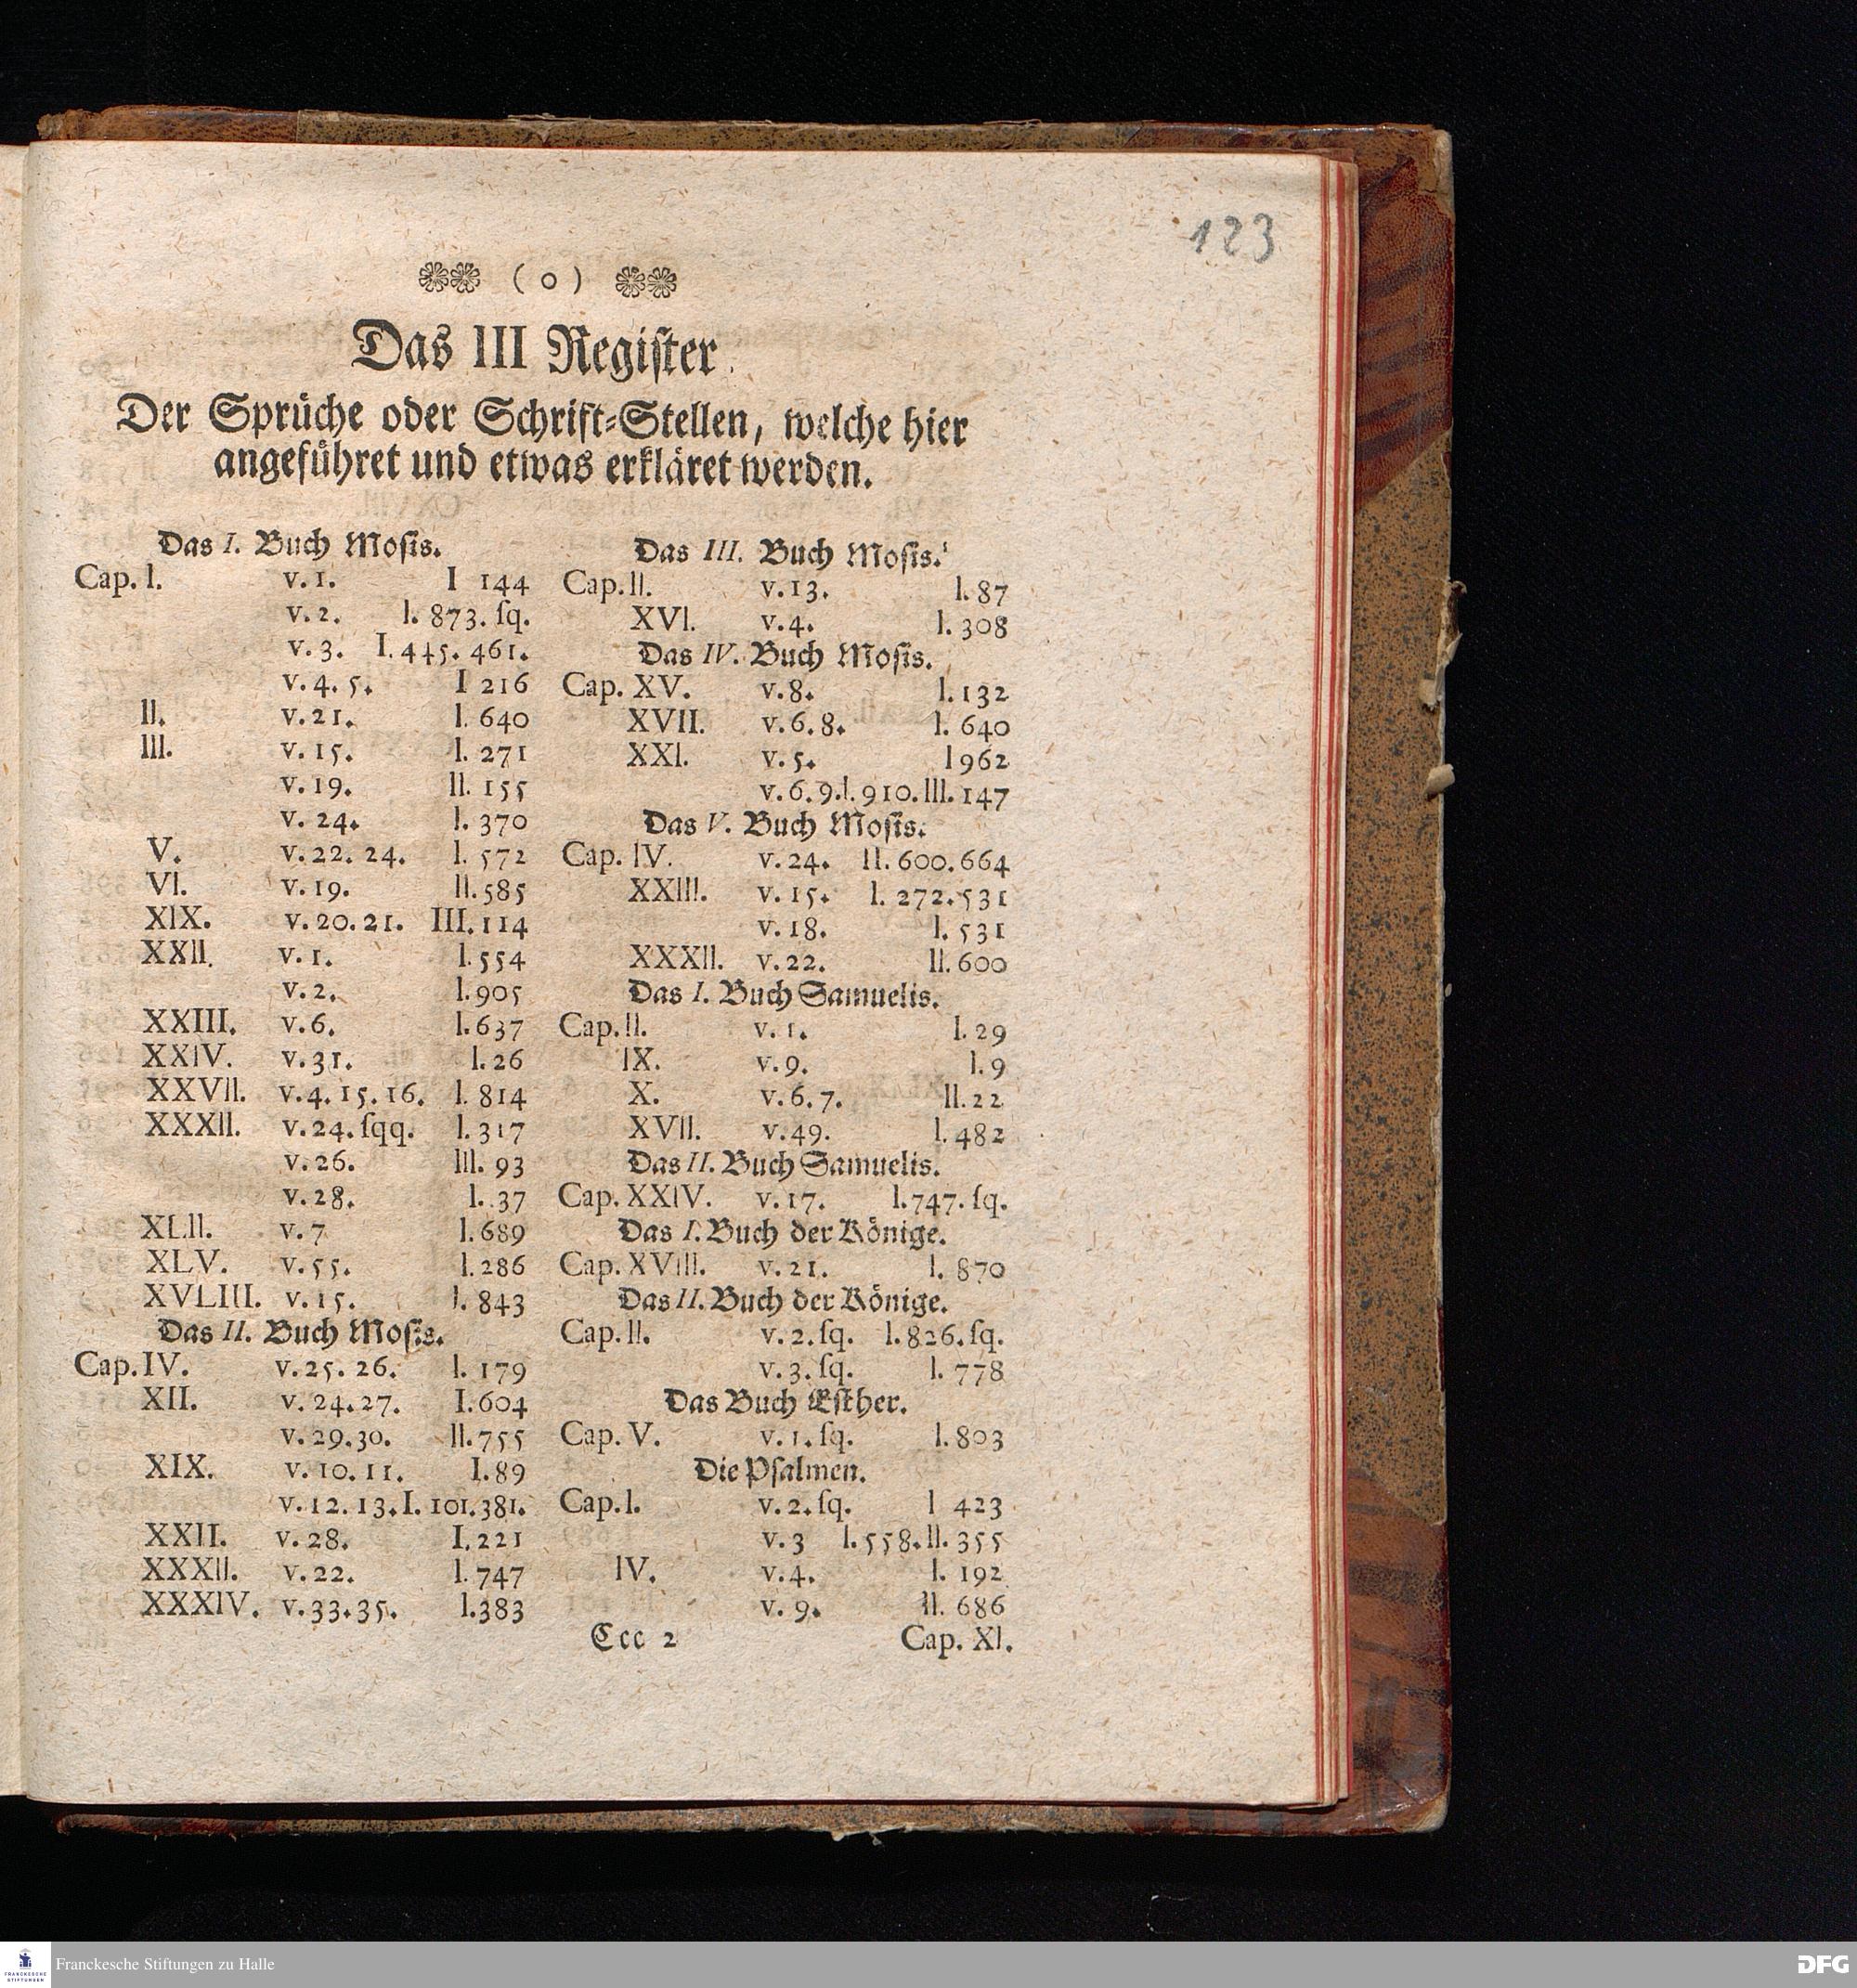 123
(o)
Das III Register.
Der Sprüche oder Schrift-Stellen, welche hier
angeführet und etwas erkläret werden.
Das I. Buch Mosis.
Cap. I. v. 1. I 144
v. 2. I. 873. sq.
v. 3. I. 445. 461.
v. 4. 5. I 216
II. v. 21. I. 640
III. v. 15. I. 271
v. 19. II. 155
v. 24. I. 370
V. v. 22. 24. I. 572
VI. v. 19. II. 585
XIX. v. 20. 21. III. 114
XXII. v. 1. I. 554
v. 2. I. 905
XXIII. v. 6. I. 637
XXIV. v. 31. I. 26
XXVII. v. 4. 15. 16. I. 814
XXXII. v. 24. sqq. I. 317
v. 26. III. 93
v. 28. I. 37
XLII. v. 7 I. 689
XLV. v. 55. I. 286
XVLIII. v. 15. I. 843
Das II. Buch Mosis.
Cap. IV. v. 25. 26. I. 179
XII. v. 24. 27. I. 604
v. 29. 30. II. 755
XIX. v. 10. 11. I. 89
v. 12. 13. I. 101. 381.
XXII. v. 28. I. 221
XXXII. v. 22. I. 747
XXXIV. v. 33. 35. I. 383
Das III. Buch Mosis.
Cap. II. v. 13. I. 87
XVI. v. 4. I. 308
Das IV. Buch Mosis.
Cap. XV. v. 8. I. 132
XVII. v. 6. 8. I. 640
XXI. v. 5. I 962
v. 6. 9. I. 910. III. 147
Das V. Buch Mosis.
Cap. IV. v. 24. II. 600. 664
XXIII. v. 15. I. 272. 531
v. 18. I. 531
XXXII. v. 22. II. 600
Das I. Buch Samuelis.
Cap. II. v. 1. I. 29
IX. v. 9. I. 9
X. v. 6. 7. II. 22
XVII. v. 49. I. 482
Das II. Buch Samuelis.
Cap. XXIV. v. 17. I. 747. sq.
Das I. Buch der Könige.
Cap. XVIII. v. 21. I. 870
Das II. Buch der Könige.
Cap. II. v. 2. sq. I. 826. sq.
v. 3. sq. I. 778
Das Buch Esther.
Cap. V. v. 1. sq. I. 803
Die Psalmen.
Cap. I. v. 2. sq. I 423
v. 3 I. 558. II. 355
IV. v. 4. I. 192
v. 9. II. 686
Ccc 2 Cap. XI.
FRANCKESCHE
STIFTUNGEN
Franckesche Stiftungen zu Halle
DFG